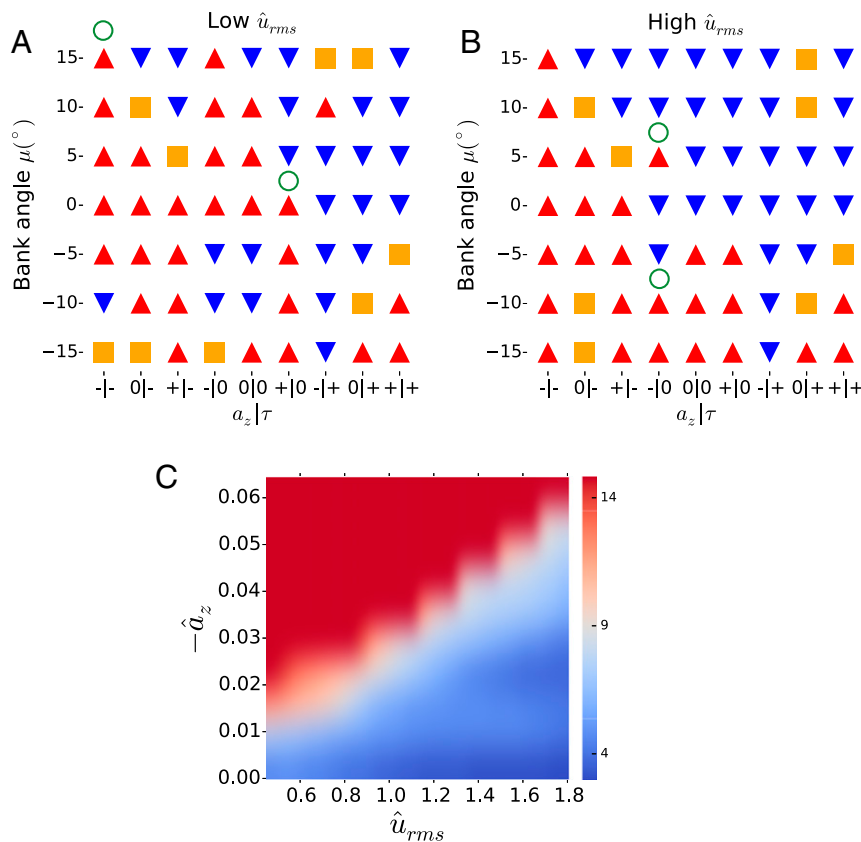 A
Low û_rms
Bank angle μ(°)
15-
10-
5-
0-
−5-
−10-
−15-
-|- 0|- +|- -|0 0|0 +|0 -|+ 0|+ +|+
a_z|τ
B
High û_rms
Bank angle μ(°)
15-
10-
5-
0-
−5-
−10-
−15-
-|- 0|- +|- -|0 0|0 +|0 -|+ 0|+ +|+
a_z|τ
C
−â_z
0.06
0.05
0.04
0.03
0.02
0.01
0.00
0.6 0.8 1.0 1.2 1.4 1.6 1.8
û_rms
14
9
4